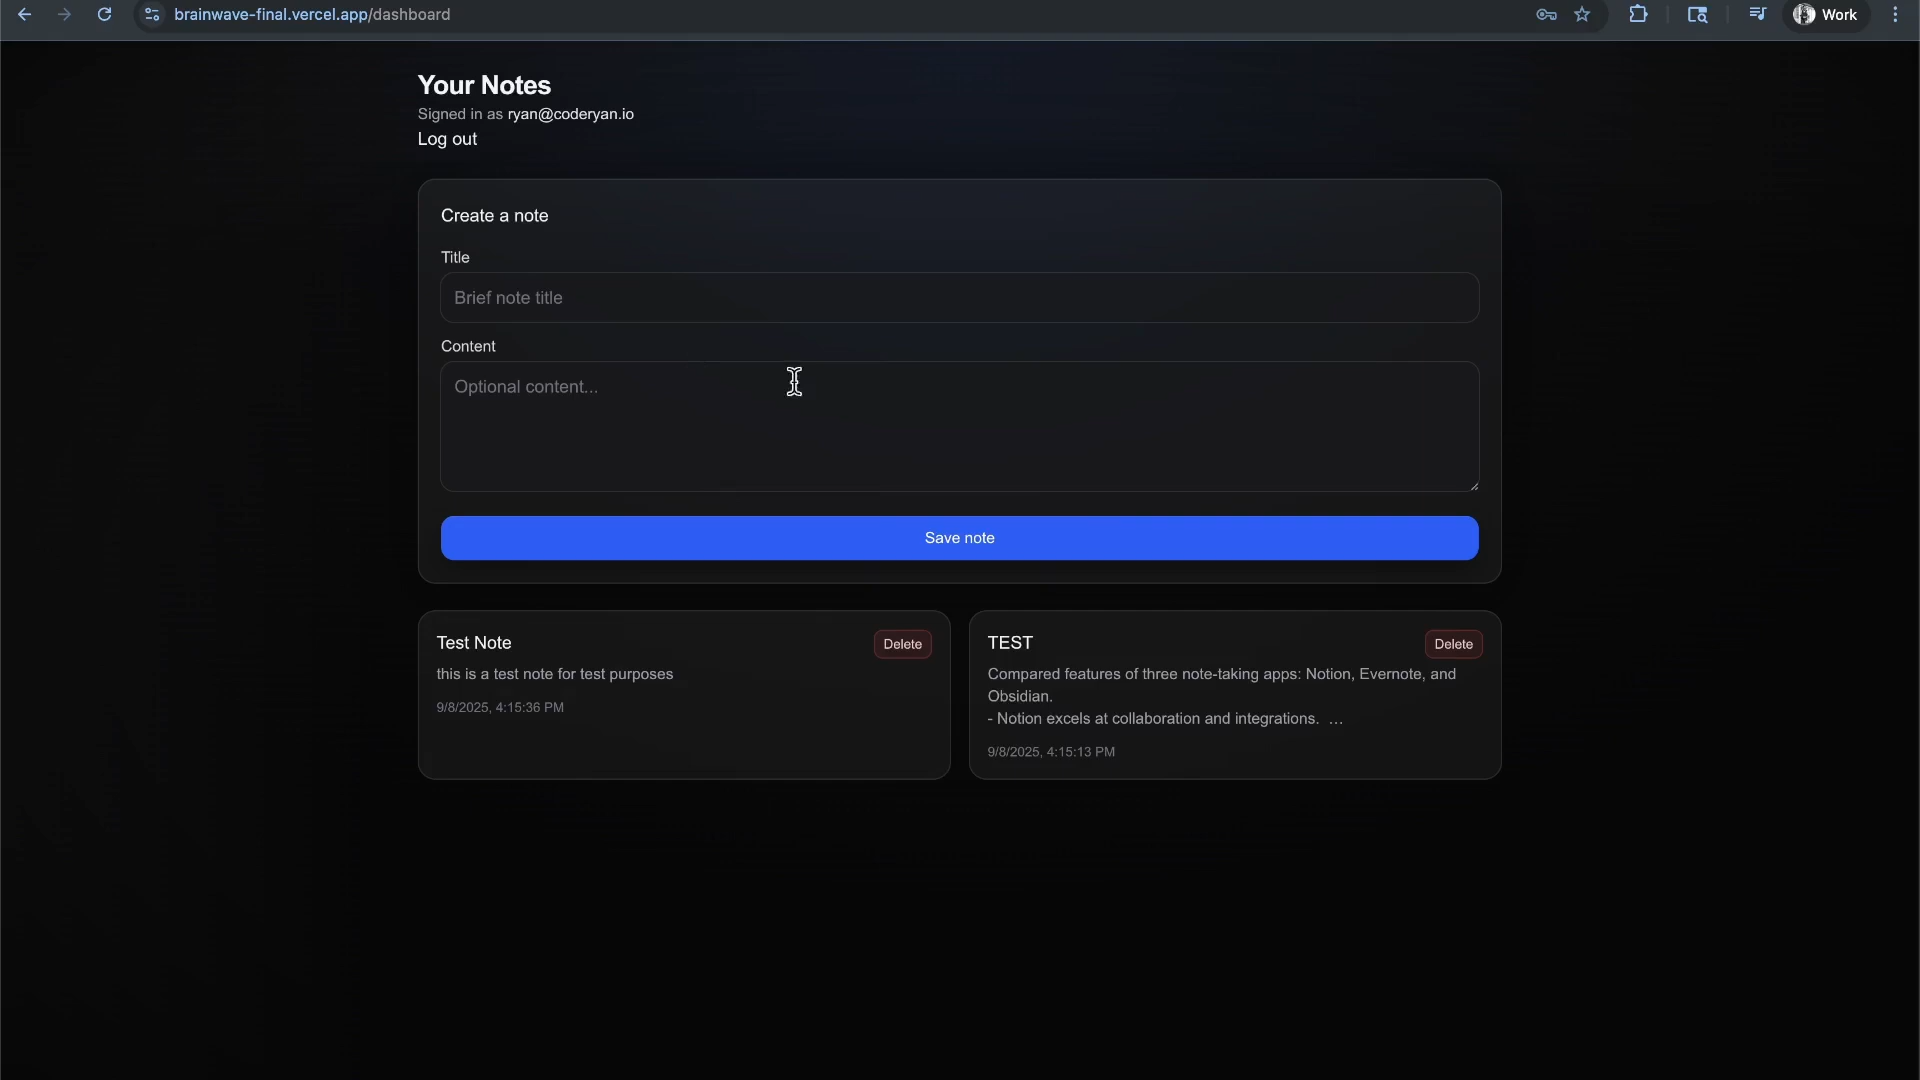 brainwave-final.vercel.app/dashboard
Work
Your Notes
Signed in as ryan@coderyan.io
Log out
Create a note
Title
Brief note title
Content
Optional content...
Save note
Test Note
Delete
this is a test note for test purposes
9/8/2025, 4:15:36 PM
TEST
Delete
Compared features of three note-taking apps: Notion, Evernote, and
Obsidian.
- Notion excels at collaboration and integrations. …
9/8/2025, 4:15:13 PM